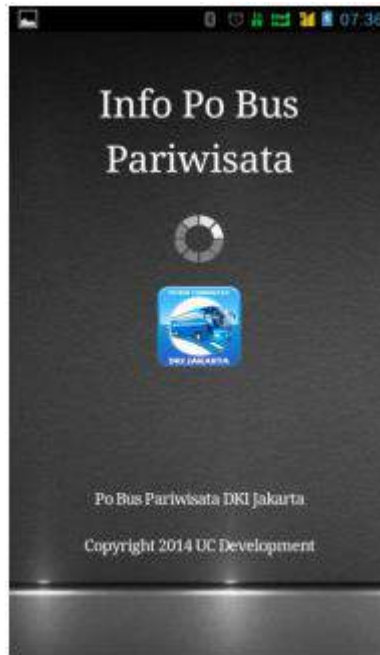 07:36
Info Po Bus
Pariwisata
DKI JAKARTA
Po Bus Pariwisata DKI Jakarta
Copyright 2014 UC Development